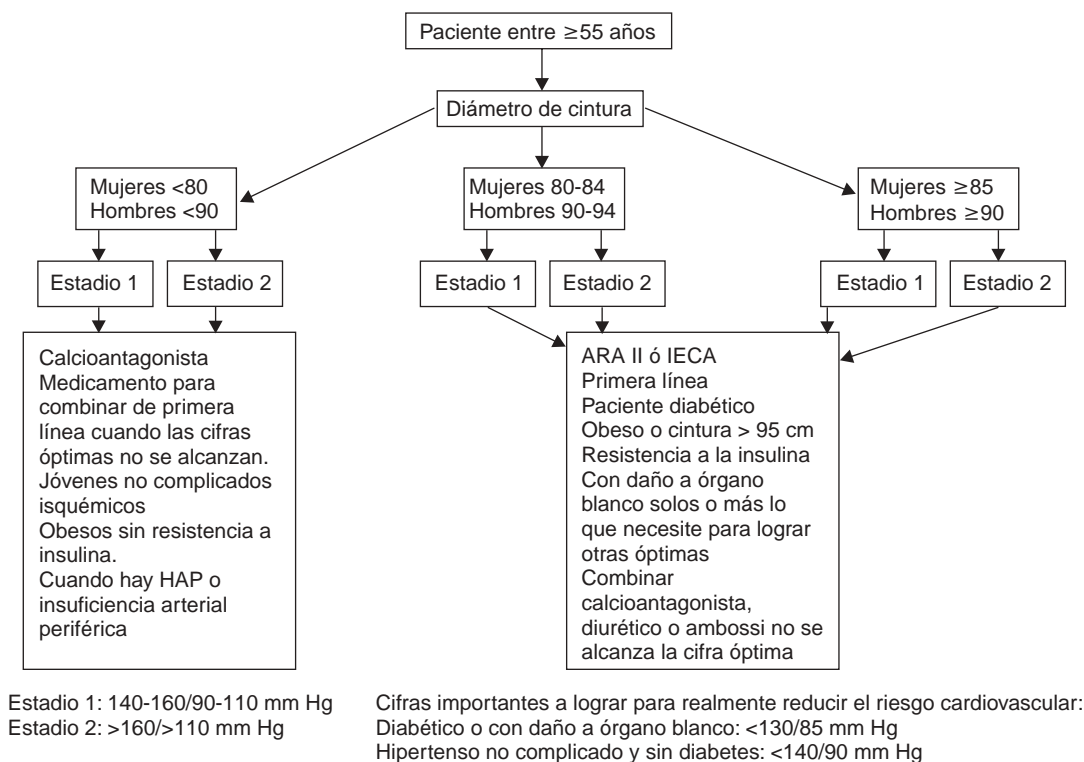 Paciente entre ≥55 años
Diámetro de cintura
Mujeres <80
Hombres <90
Mujeres 80-84
Hombres 90-94
Mujeres ≥85
Hombres ≥90
Estadio 1
Estadio 2
Estadio 1
Estadio 2
Estadio 1
Estadio 2
Calcioantagonista
Medicamento para
combinar de primera
línea cuando las cifras
óptimas no se alcanzan.
Jóvenes no complicados
isquémicos
Obesos sin resistencia a
insulina.
Cuando hay HAP o
insuficiencia arterial
periférica
ARA II ó IECA
Primera línea
Paciente diabético
Obeso o cintura > 95 cm
Resistencia a la insulina
Con daño a órgano
blanco solos o más lo
que necesite para lograr
otras óptimas
Combinar
calcioantagonista,
diurético o ambossi no se
alcanza la cifra óptima
Estadio 1: 140-160/90-110 mm Hg
Estadio 2: >160/>110 mm Hg
Cifras importantes a lograr para realmente reducir el riesgo cardiovascular:
Diabético o con daño a órgano blanco: <130/85 mm Hg
Hipertenso no complicado y sin diabetes: <140/90 mm Hg